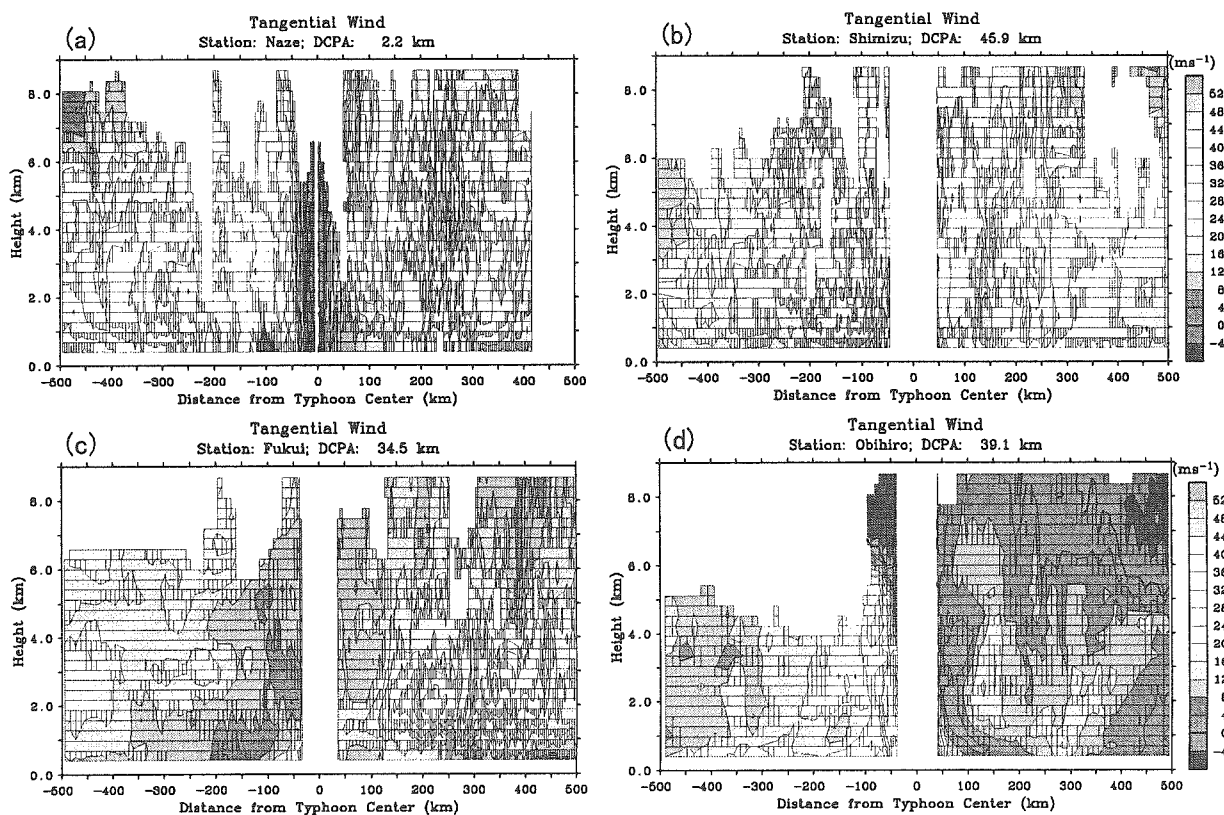 (a)
Tangential Wind
Station: Naze; DCPA: 2.2 km
Height (km)
8.0
6.0
4.0
2.0
0.0
-500 -400 -300 -200 -100 0 100 200 300 400 500
Distance from Typhoon Center (km)
(b)
Tangential Wind
Station: Shimizu; DCPA: 45.9 km
Height (km)
8.0
6.0
4.0
2.0
0.0
-500 -400 -300 -200 -100 0 100 200 300 400 500
Distance from Typhoon Center (km)
(ms⁻¹)
52
48
44
40
36
32
28
24
20
16
12
8
4
0
-4
(c)
Tangential Wind
Station: Fukui; DCPA: 34.5 km
Height (km)
8.0
6.0
4.0
2.0
0.0
-500 -400 -300 -200 -100 0 100 200 300 400 500
Distance from Typhoon Center (km)
(d)
Tangential Wind
Station: Obihiro; DCPA: 39.1 km
Height (km)
8.0
6.0
4.0
2.0
0.0
-500 -400 -300 -200 -100 0 100 200 300 400 500
Distance from Typhoon Center (km)
(ms⁻¹)
52
48
44
40
36
32
28
24
20
16
12
8
4
0
-4